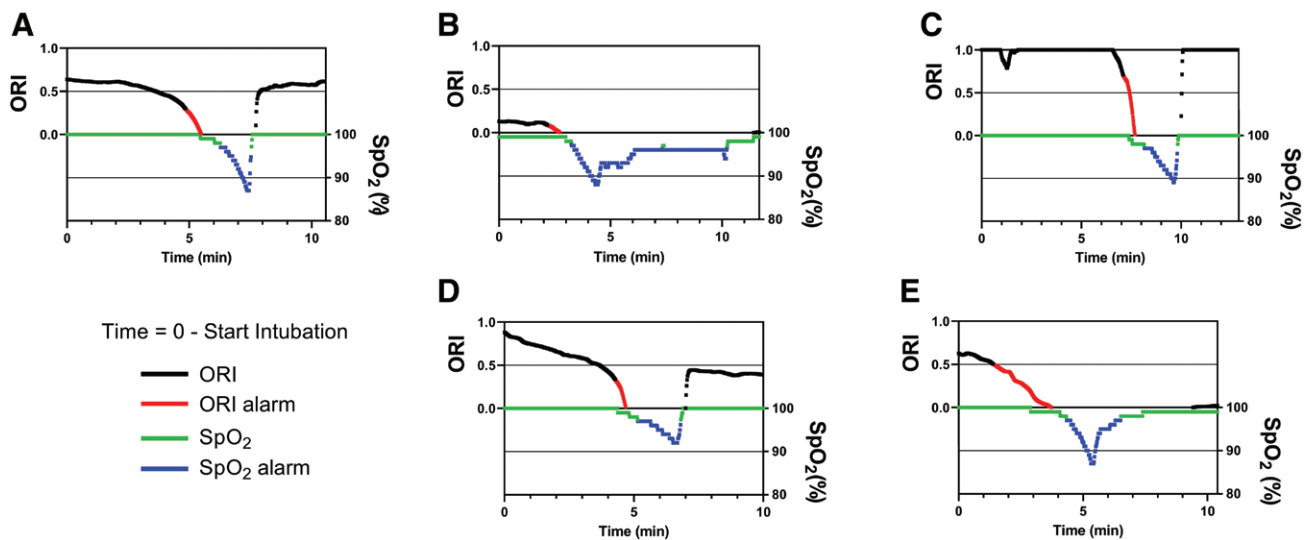 A
1.0
0.5
0.0
ORI
100
90
80
SpO2 (%)
0
5
10
Time (min)
B
1.0
0.5
0.0
ORI
100
90
80
SpO2(%)
0
5
10
Time (min)
C
1.0
0.5
0.0
ORI
100
90
80
SpO2(%)
0
5
10
Time (min)
Time = 0 - Start Intubation
ORI
ORI alarm
SpO2
SpO2 alarm
D
1.0
0.5
0.0
ORI
100
90
80
SpO2(%)
0
5
10
Time (min)
E
1.0
0.5
0.0
ORI
100
90
80
SpO2(%)
0
5
10
Time (min)